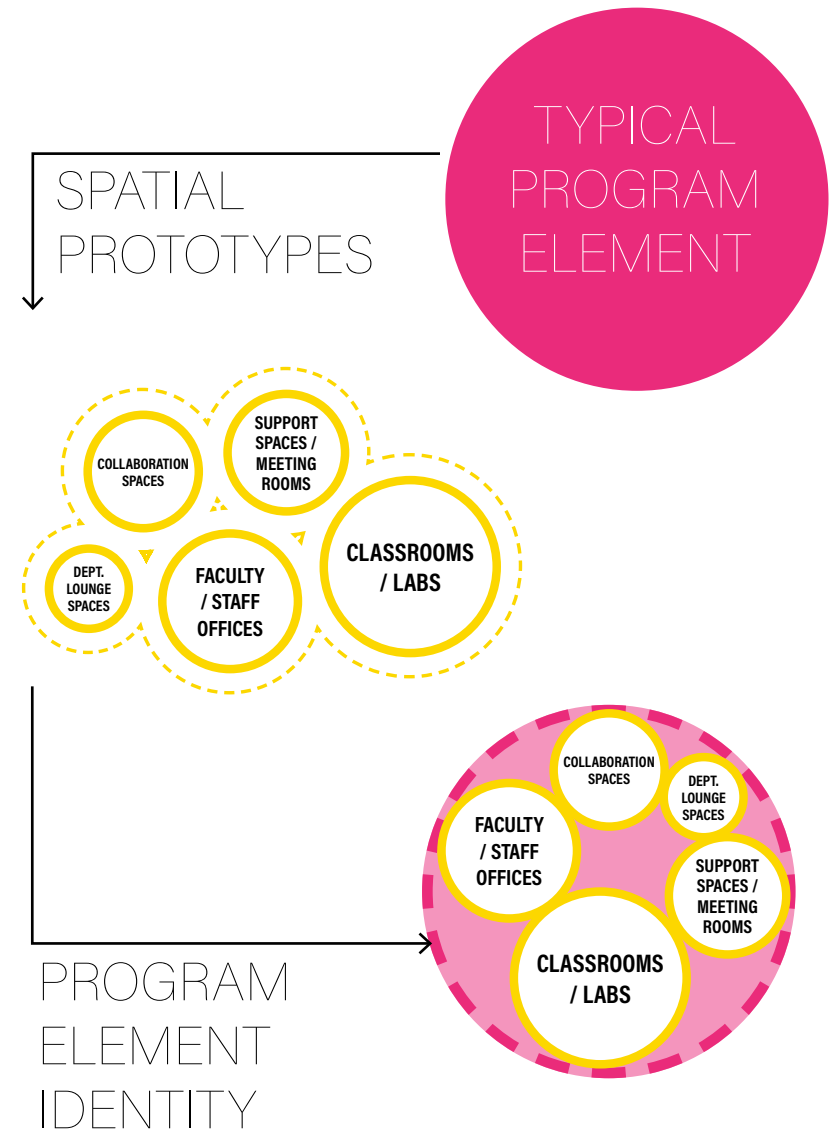 TYPICAL
PROGRAM
ELEMENT
SPATIAL
PROTOTYPES
COLLABORATION
SPACES
SUPPORT
SPACES /
MEETING
ROOMS
DEPT.
LOUNGE
SPACES
FACULTY
/ STAFF
OFFICES
CLASSROOMS
/ LABS
COLLABORATION
SPACES
DEPT.
LOUNGE
SPACES
FACULTY
/ STAFF
OFFICES
SUPPORT
SPACES /
MEETING
ROOMS
CLASSROOMS
/ LABS
PROGRAM
ELEMENT
IDENTITY